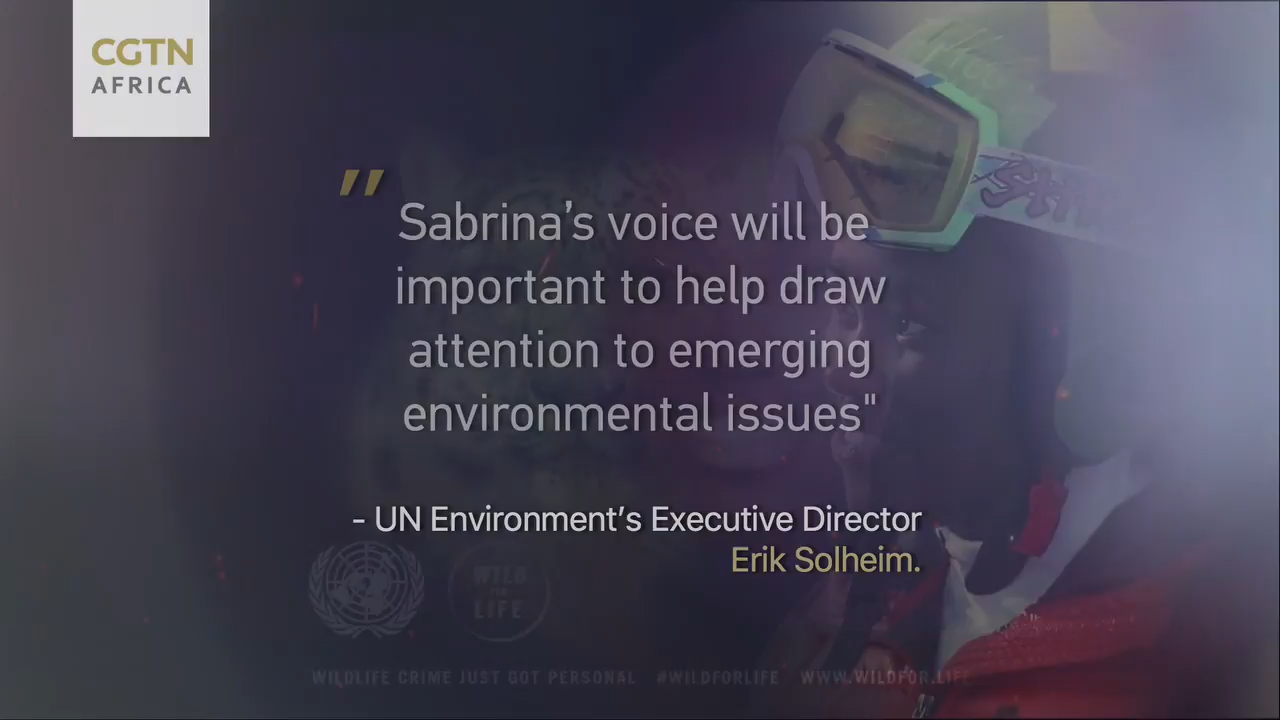 CGTN
AFRICA
"
Sabrina’s voice will be
important to help draw
attention to emerging
environmental issues"
- UN Environment’s Executive Director
Erik Solheim.
WILD
FOR
LIFE
WILDLIFE CRIME JUST GOT PERSONAL #WILDFORLIFE WWW.WILDFOR.LIFE